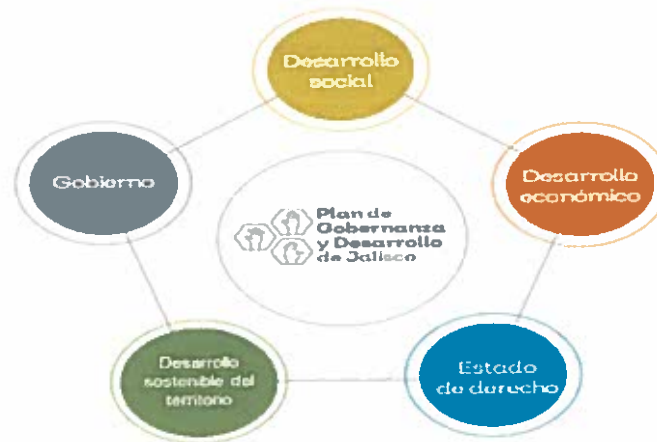 Desarrollo
social
Gobierno
Desarrollo
económico
Plan de
Gobernanza
y Desarrollo
de Jalisco
Desarrollo
sostenible del
territorio
Estado
de derecho